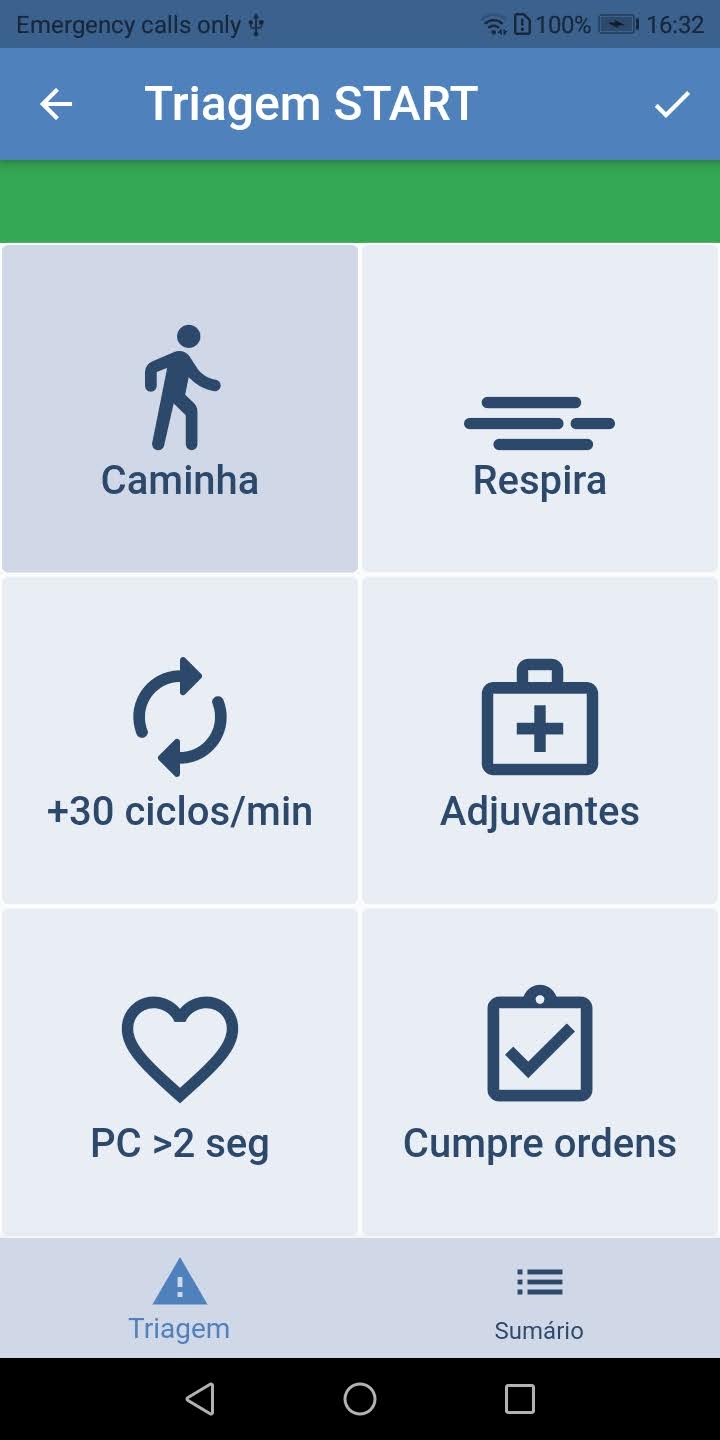 Emergency calls only 100% 16:32
Triagem START
Caminha
Respira
+30 ciclos/min
Adjuvantes
PC >2 seg
Cumpre ordens
Triagem
Sumário